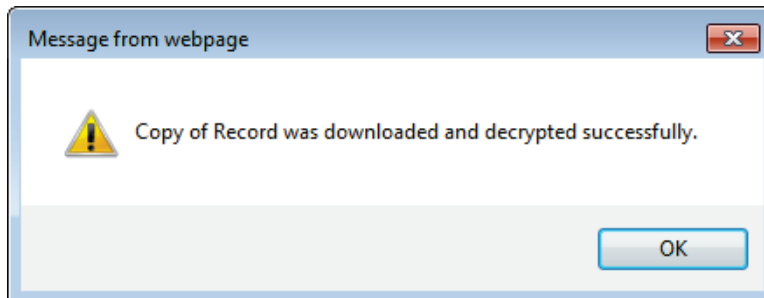 Message from webpage
Copy of Record was downloaded and decrypted successfully.
OK